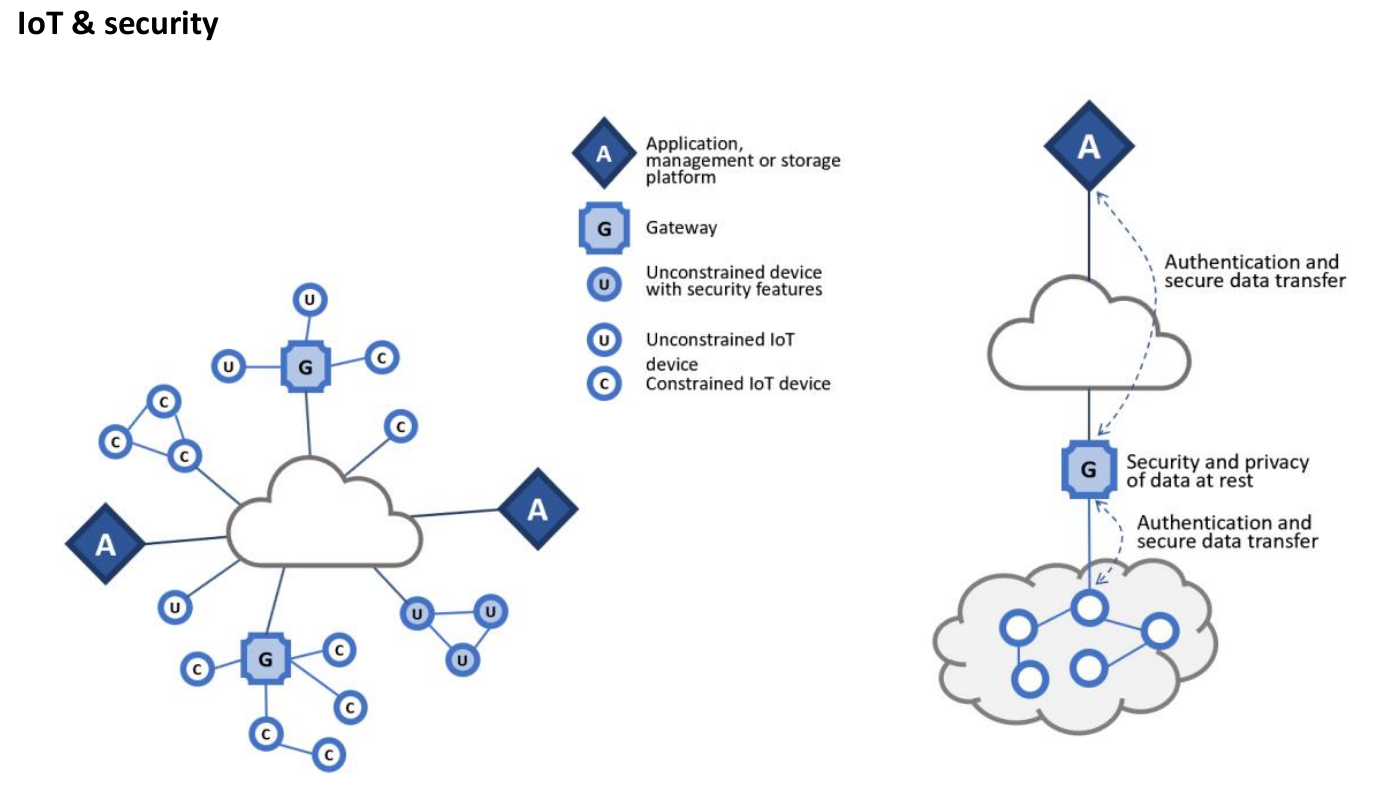 IoT & security
A
Application,
management or storage
platform
G
Gateway
U
Unconstrained device
with security features
U
Unconstrained IoT
device
C
Constrained IoT device
U
U
G
C
C
C
C
C
A
A
U
U
U
U
G
C
C
C
C
C
A
Authentication and
secure data transfer
G
Security and privacy
of data at rest
Authentication and
secure data transfer